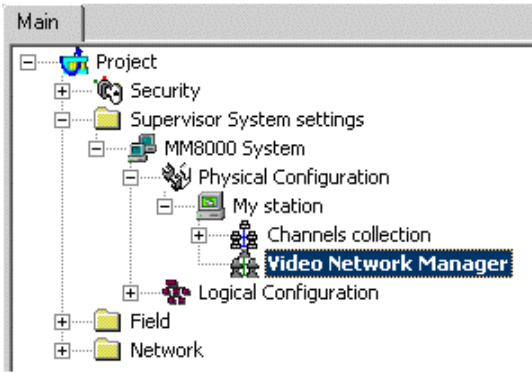 Main
Project
Security
Supervisor System settings
MM8000 System
Physical Configuration
My station
Channels collection
Video Network Manager
Logical Configuration
Field
Network